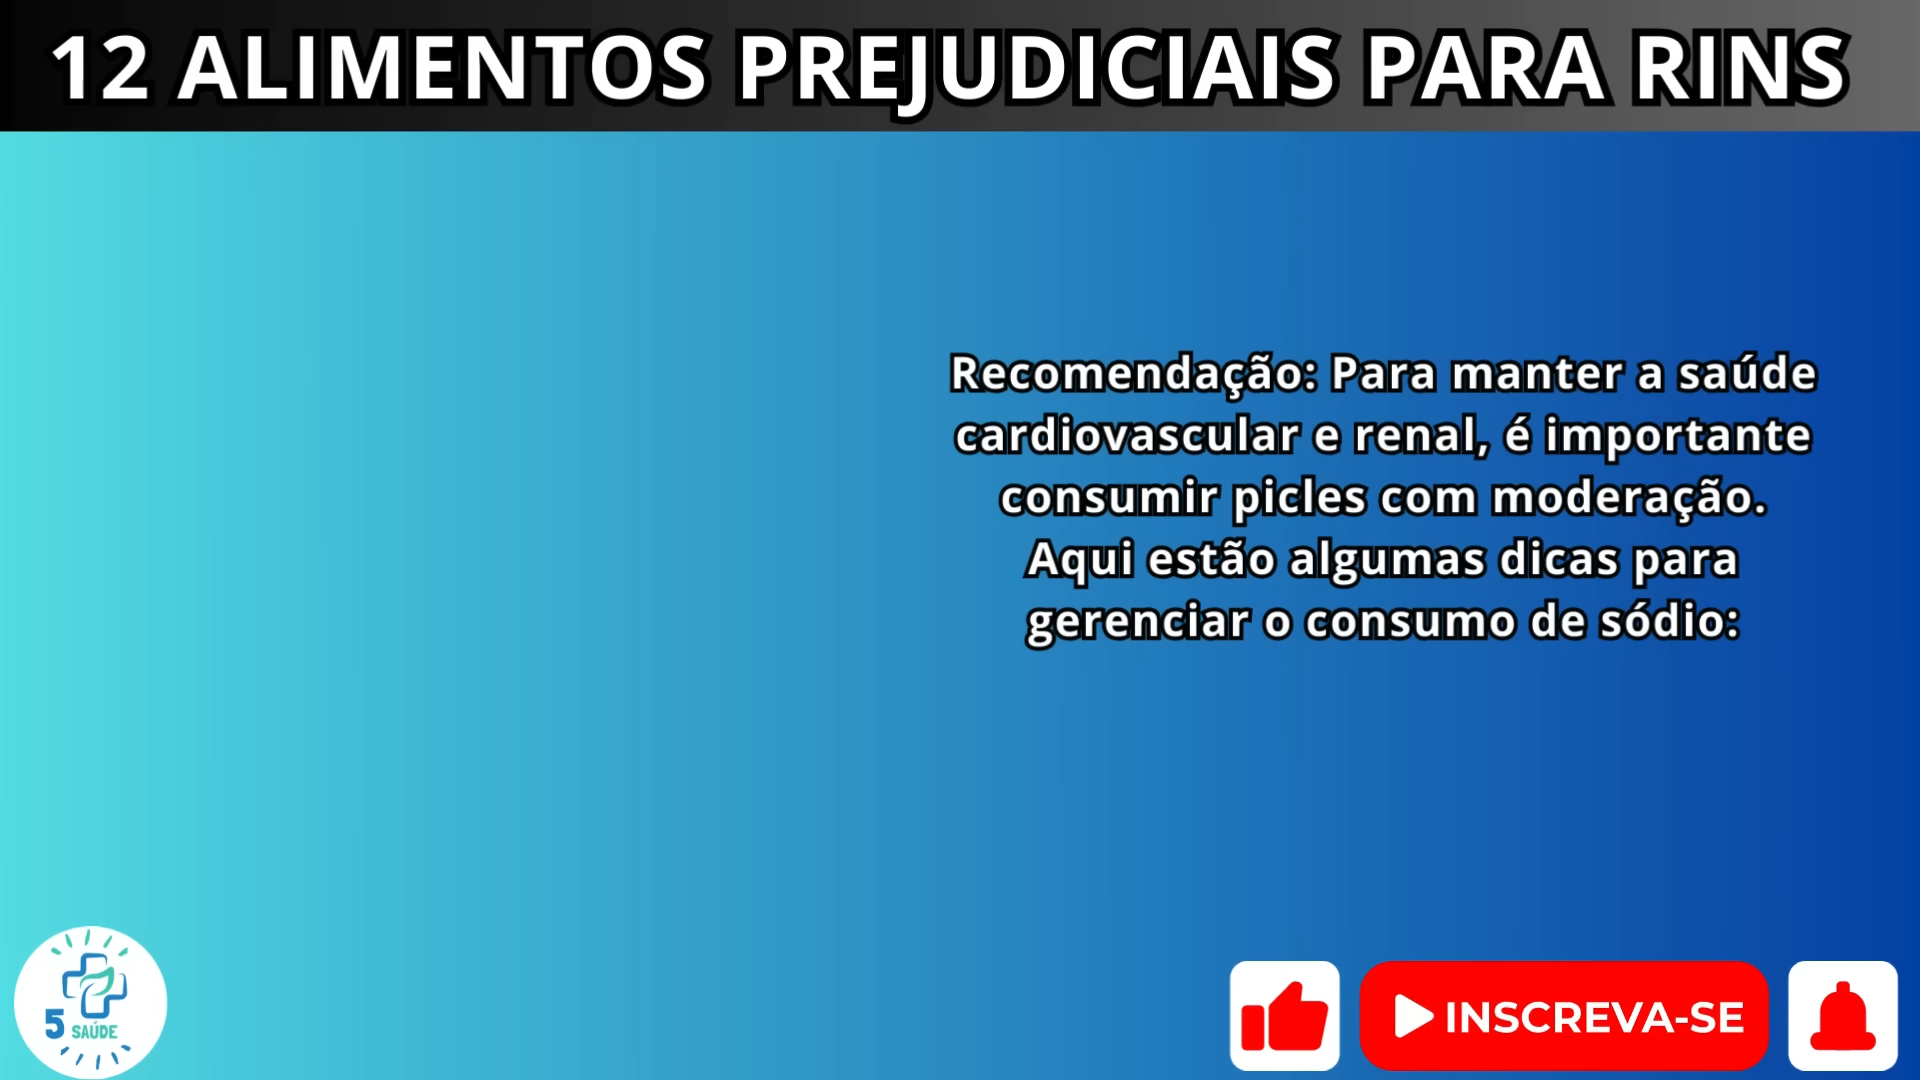 12 ALIMENTOS PREJUDICIAIS PARA RINS
Recomendação: Para manter a saúde
cardiovascular e renal, é importante
consumir picles com moderação.
Aqui estão algumas dicas para
gerenciar o consumo de sódio:
5 SAÚDE
INSCREVA-SE